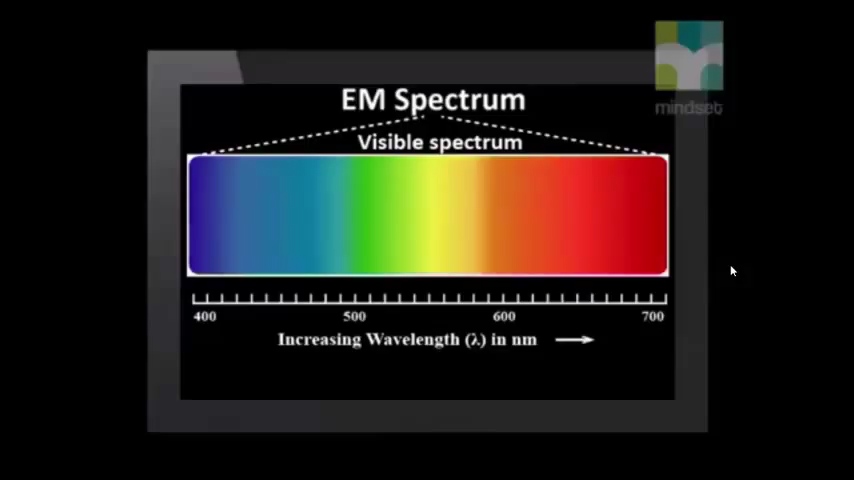 mindset
EM Spectrum
Visible spectrum
400 500 600 700
Increasing Wavelength (λ) in nm